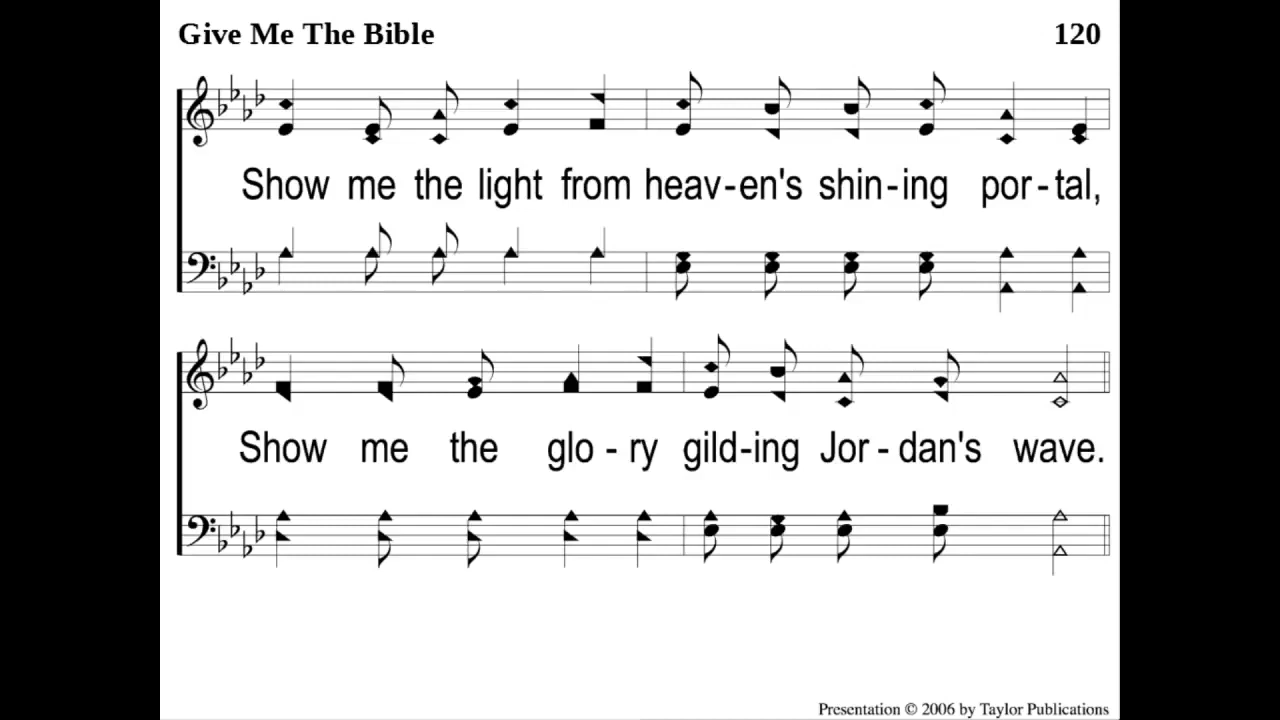 Give Me The Bible 120
Show me the light from heav-en's shin-ing por-tal,
Show me the glo-ry gild-ing Jor-dan's wave.
Presentation © 2006 by Taylor Publications